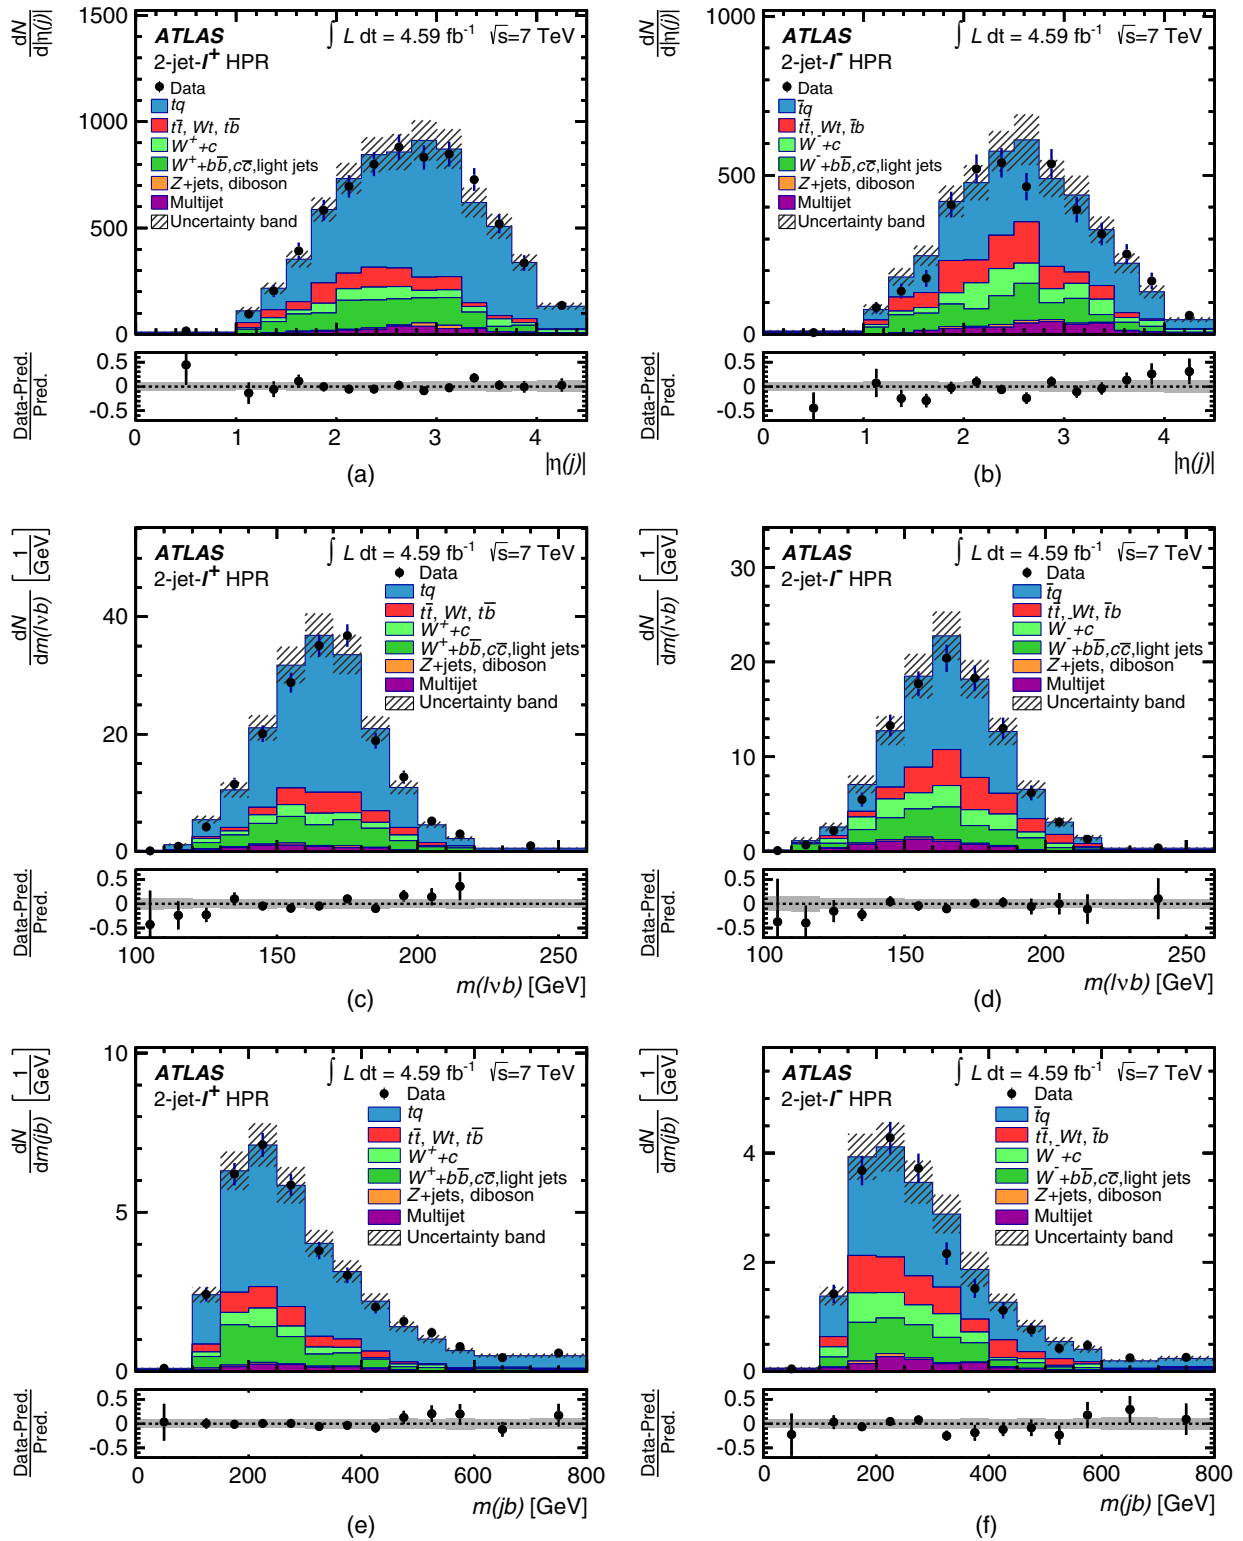 dN
d|η(j)|
1500
1000
500
0
ATLAS ∫ L dt = 4.59 fb⁻¹ √s=7 TeV
2-jet-l⁺ HPR
Data
tq
tt̄, Wt, tb̄
W⁺+c
W⁺+bb̄,cc̄,light jets
Z+jets, diboson
Multijet
Uncertainty band
Data-Pred.
Pred.
0.5
0
-0.5
0 1 2 3 4
|η(j)|
(a)
dN
d|η(j)|
1000
500
0
ATLAS ∫ L dt = 4.59 fb⁻¹ √s=7 TeV
2-jet-l⁻ HPR
Data
t̄q
tt̄, Wt, t̄b
W⁻+c
W⁻+bb̄,cc̄,light jets
Z+jets, diboson
Multijet
Uncertainty band
Data-Pred.
Pred.
0.5
0
-0.5
0 1 2 3 4
|η(j)|
(b)
dN
dm(lνb) [1/GeV]
40
20
0
ATLAS ∫ L dt = 4.59 fb⁻¹ √s=7 TeV
2-jet-l⁺ HPR
Data
tq
tt̄, Wt, tb̄
W⁺+c
W⁺+bb̄,cc̄,light jets
Z+jets, diboson
Multijet
Uncertainty band
Data-Pred.
Pred.
0.5
0
-0.5
100 150 200 250
m(lνb) [GeV]
(c)
dN
dm(lνb) [1/GeV]
30
20
10
0
ATLAS ∫ L dt = 4.59 fb⁻¹ √s=7 TeV
2-jet-l⁻ HPR
Data
t̄q
tt̄, Wt, t̄b
W⁻+c
W⁻+bb̄,cc̄,light jets
Z+jets, diboson
Multijet
Uncertainty band
Data-Pred.
Pred.
0.5
0
-0.5
100 150 200 250
m(lνb) [GeV]
(d)
dN
dm(jb) [1/GeV]
10
5
0
ATLAS ∫ L dt = 4.59 fb⁻¹ √s=7 TeV
2-jet-l⁺ HPR
Data
tq
tt̄, Wt, tb̄
W⁺+c
W⁺+bb̄,cc̄,light jets
Z+jets, diboson
Multijet
Uncertainty band
Data-Pred.
Pred.
0.5
0
-0.5
0 200 400 600 800
m(jb) [GeV]
(e)
dN
dm(jb) [1/GeV]
4
2
0
ATLAS ∫ L dt = 4.59 fb⁻¹ √s=7 TeV
2-jet-l⁻ HPR
Data
t̄q
tt̄, Wt, t̄b
W⁻+c
W⁻+bb̄,cc̄,light jets
Z+jets, diboson
Multijet
Uncertainty band
Data-Pred.
Pred.
0.5
0
-0.5
0 200 400 600 800
m(jb) [GeV]
(f)